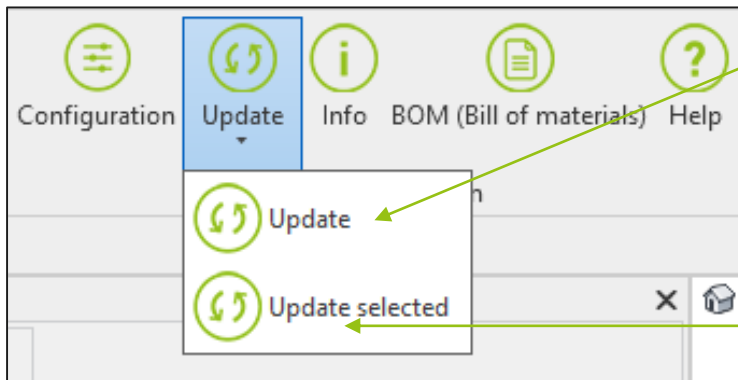 Configuration Update Info BOM (Bill of materials) Help
Update
Update selected